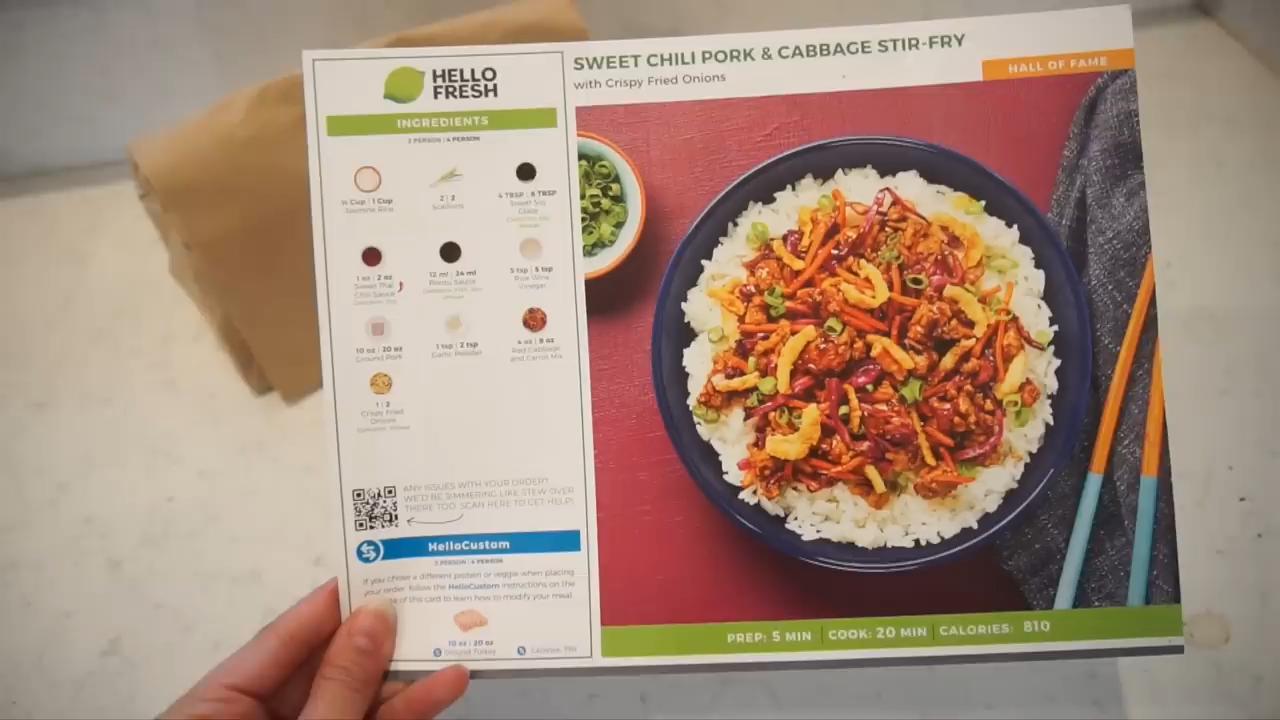 HELLO
FRESH
INGREDIENTS
2 PERSON | 4 PERSON
½ Cup | 1 Cup
Jasmine Rice
2 | 2
Scallions
4 TBSP | 8 TBSP
Sweet Soy
Glaze
1 oz | 2 oz
Sweet Thai
Chili Sauce
12 ml | 24 ml
Ponzu Sauce
5 tsp | 5 tsp
Rice Wine
Vinegar
10 oz | 20 oz
Ground Pork
1 tsp | 2 tsp
Garlic Powder
4 oz | 8 oz
Red Cabbage
and Carrot Mix
1 | 2
Crispy Fried
Onions
ANY ISSUES WITH YOUR ORDER?
WE'D BE SIMMERING LIKE STEW OVER
THERE TOO. SCAN HERE TO GET HELP!
HelloCustom
2 PERSON | 4 PERSON
If you chose a different protein or veggie when placing
your order, follow the HelloCustom instructions on the
of this card to learn how to modify your meal.
10 oz | 20 oz
Ground Turkey
Calories:
SWEET CHILI PORK & CABBAGE STIR-FRY
with Crispy Fried Onions
HALL OF FAME
PREP: 5 MIN | COOK: 20 MIN | CALORIES: 810